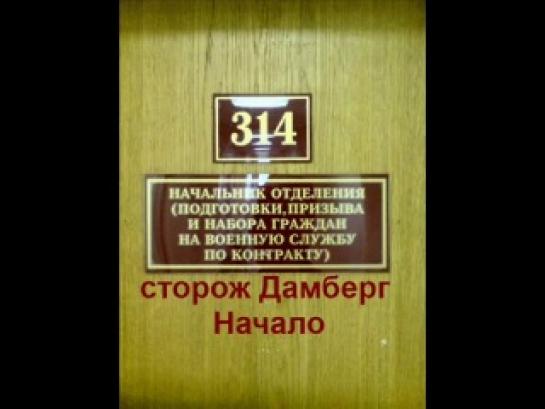 314
НАЧАЛЬНИК ОТДЕЛЕНИЯ
(ПОДГОТОВКИ,ПРИЗЫВА
И НАБОРА ГРАЖДАН
НА ВОЕННУЮ СЛУЖБУ
ПО КОНТРАКТУ)
сторож Дамберг
Начало